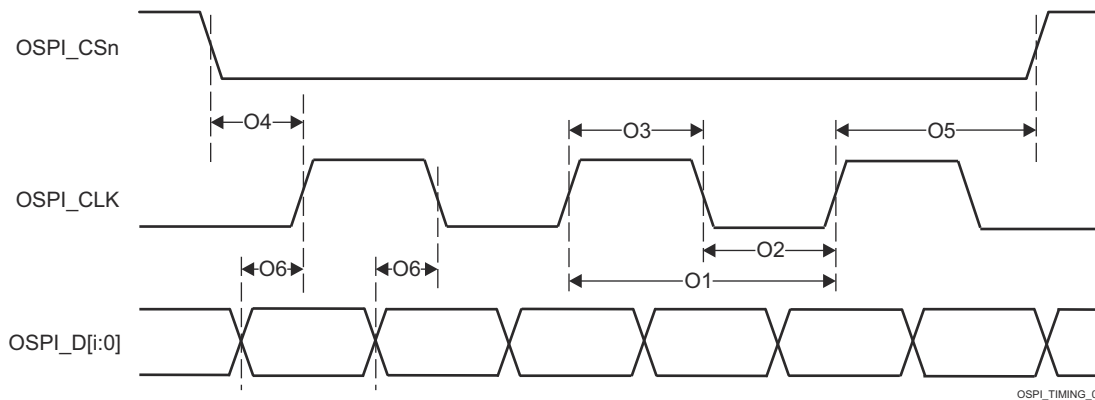 OSPI_CSn
O4
O3
O5
OSPI_CLK
O2
O6
O6
O1
OSPI_D[i:0]